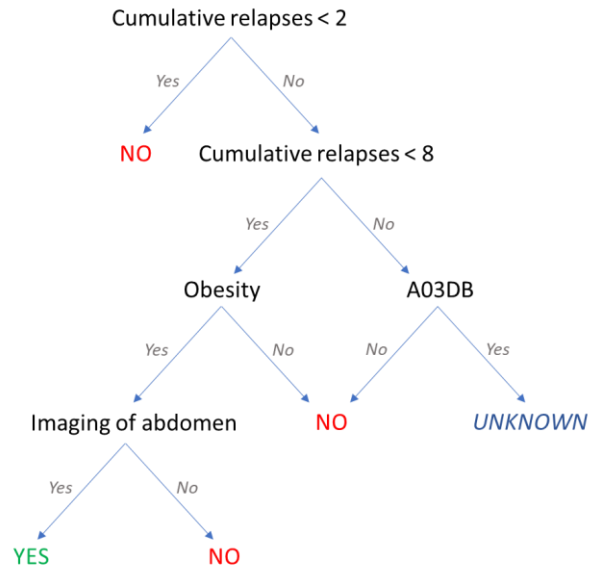 Cumulative relapses < 2
Yes
No
NO
Cumulative relapses < 8
Yes
No
Obesity
A03DB
Yes
No
No
Yes
Imaging of abdomen
NO
UNKNOWN
Yes
No
YES
NO